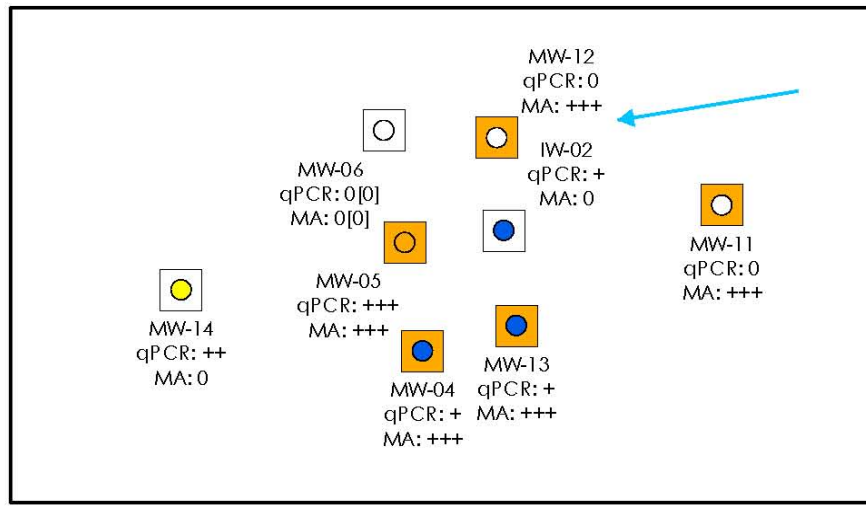 MW-12
qPCR: 0
MA: +++
IW-02
qPCR: +
MA: 0
MW-06
qPCR: 0[0]
MA: 0[0]
MW-11
qPCR: 0
MA: +++
MW-05
qPCR: +++
MA: +++
MW-14
qPCR: ++
MA: 0
MW-13
qPCR: +
MA: +++
MW-04
qPCR: +
MA: +++